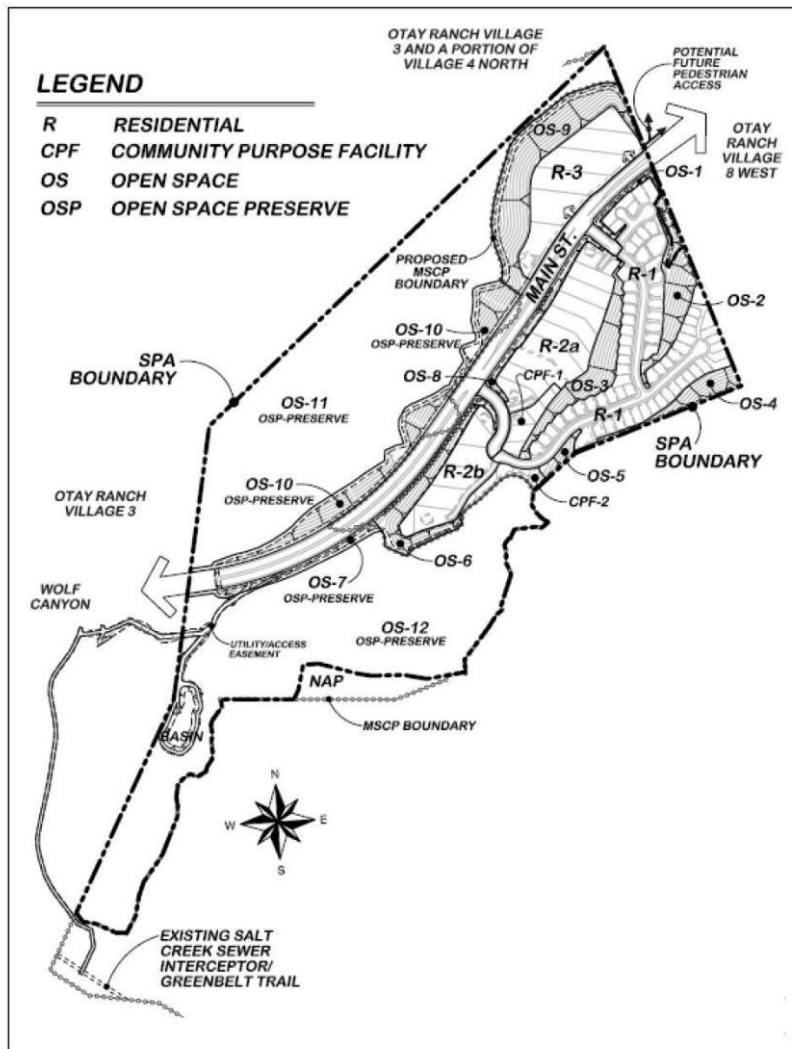 OTAY RANCH VILLAGE
3 AND A PORTION OF
VILLAGE 4 NORTH
POTENTIAL
FUTURE
PEDESTRIAN
ACCESS
LEGEND
R RESIDENTIAL
CPF COMMUNITY PURPOSE FACILITY
OS OPEN SPACE
OSP OPEN SPACE PRESERVE
OTAY
RANCH
VILLAGE
8 WEST
OS-9
OS-1
R-3
PROPOSED
MSCP
BOUNDARY
MAIN ST.
R-1
OS-2
OS-10
OSP-PRESERVE
R-2a
SPA
BOUNDARY
OS-8
CPF-1
OS-3
OS-4
OS-11
OSP-PRESERVE
R-1
SPA
BOUNDARY
R-2b
OS-5
OTAY RANCH
VILLAGE 3
OS-10
OSP-PRESERVE
CPF-2
OS-6
OS-7
OSP-PRESERVE
WOLF
CANYON
OS-12
OSP-PRESERVE
UTILITY/ACCESS
EASEMENT
NAP
MSCP BOUNDARY
BASIN
N
W
E
S
EXISTING SALT
CREEK SEWER
INTERCEPTOR/
GREENBELT TRAIL